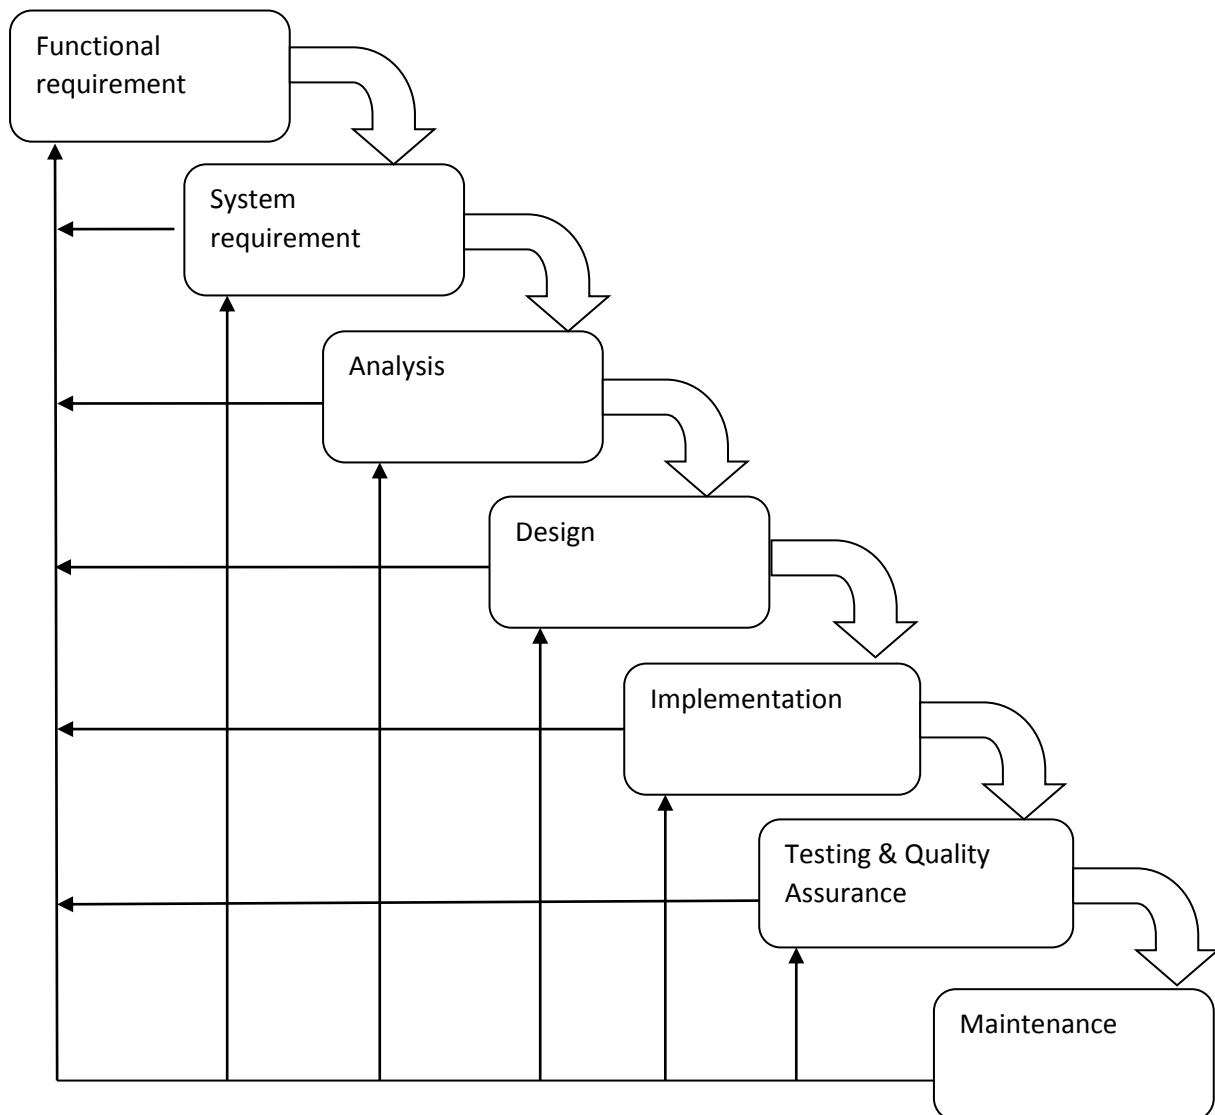 Functional
requirement
System
requirement
Analysis
Design
Implementation
Testing & Quality
Assurance
Maintenance